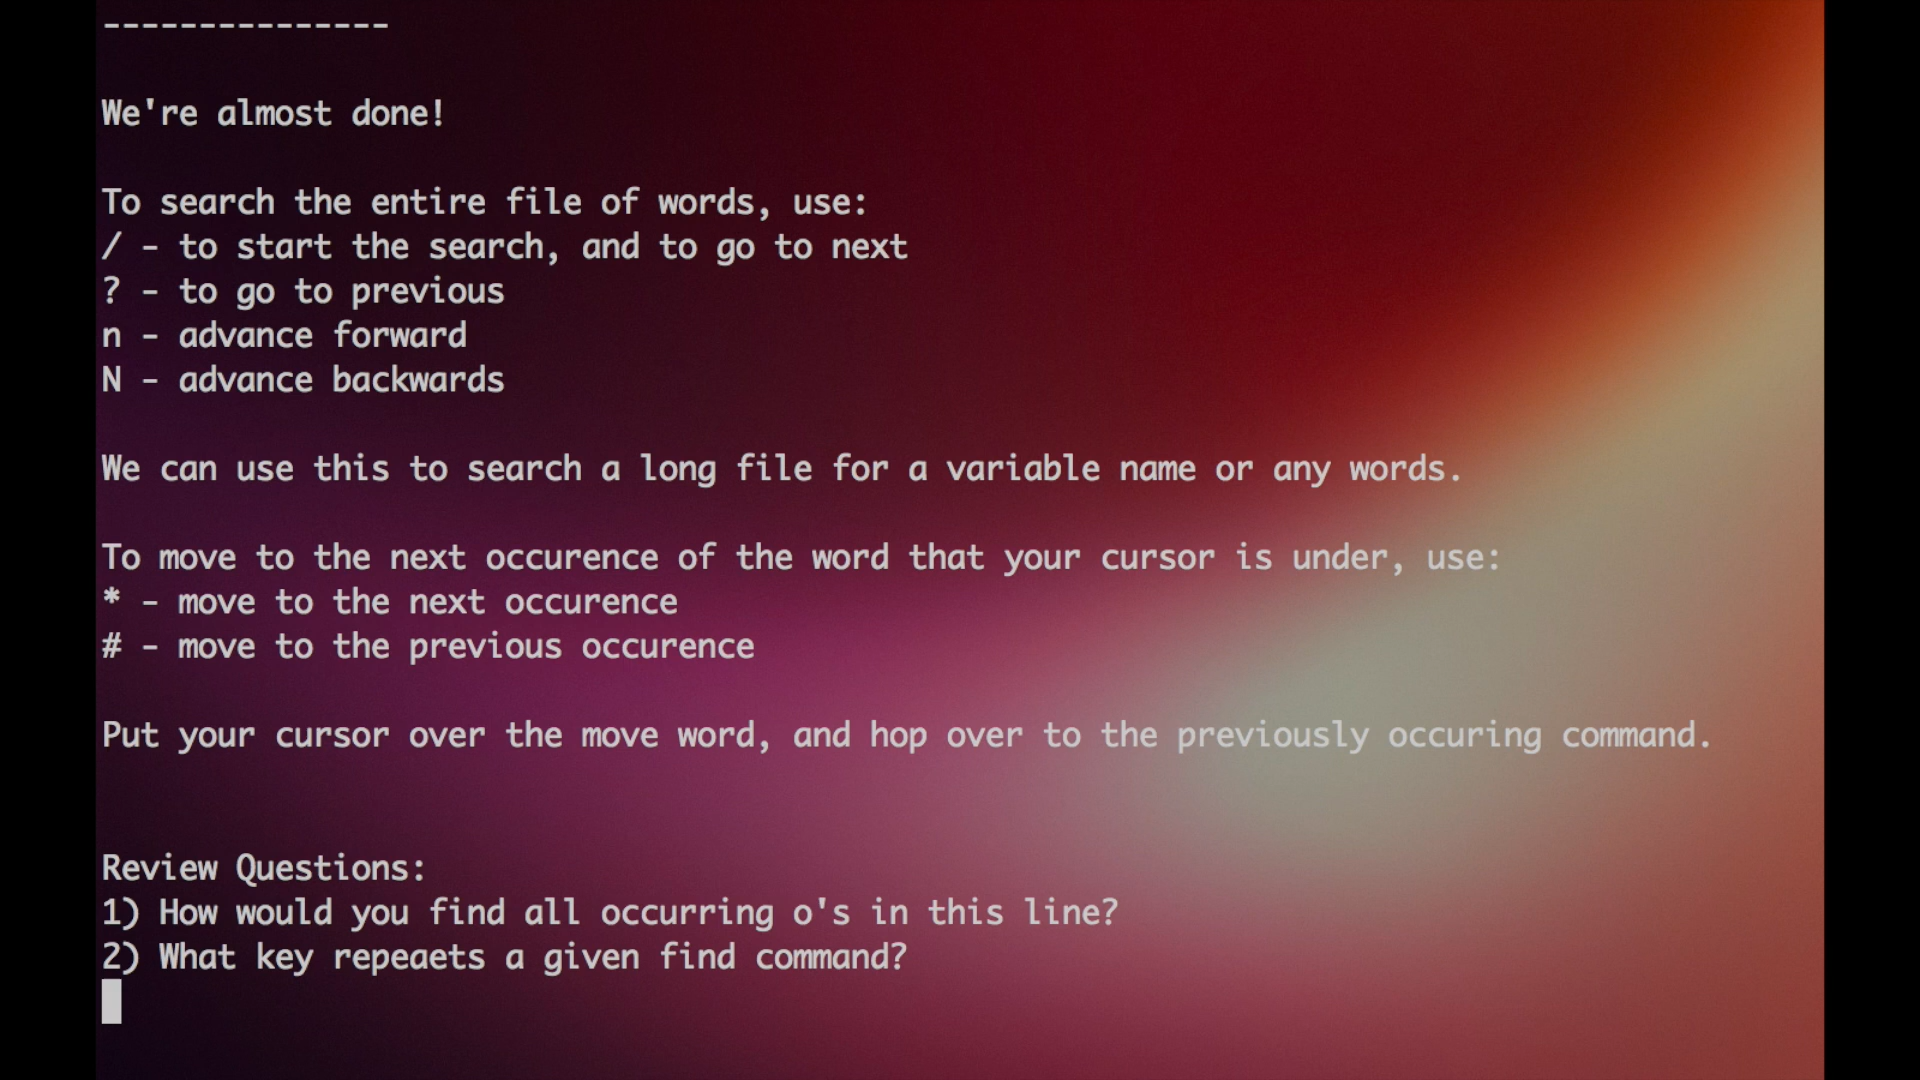 ---------------
We're almost done!
To search the entire file of words, use:
/ - to start the search, and to go to next
? - to go to previous
n - advance forward
N - advance backwards
We can use this to search a long file for a variable name or any words.
To move to the next occurence of the word that your cursor is under, use:
* - move to the next occurence
# - move to the previous occurence
Put your cursor over the move word, and hop over to the previously occuring command.
Review Questions:
1) How would you find all occurring o's in this line?
2) What key repeaets a given find command?